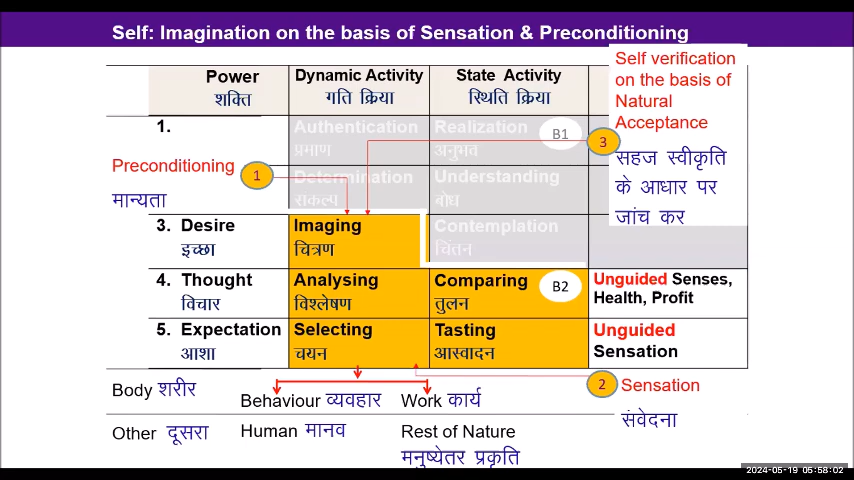 Self: Imagination on the basis of Sensation & Preconditioning
Power
शक्ति
Dynamic Activity
गति क्रिया
State Activity
स्थिति क्रिया
Self verification
on the basis of
Natural
Acceptance
सहज स्वीकृति
के आधार पर
जांच कर
3
1.
Authentication
प्रमाण
Realization
अनुभव
B1
Preconditioning
मान्यता
1
Determination
संकल्प
Understanding
बोध
3. Desire
इच्छा
Imaging
चित्रण
Contemplation
चिंतन
4. Thought
विचार
Analysing
विश्लेषण
Comparing
तुलन
B2
Unguided Senses,
Health, Profit
5. Expectation
आशा
Selecting
चयन
Tasting
आस्वादन
Unguided
Sensation
2
Sensation
संवेदना
Body शरीर
Behaviour व्यवहार
Work कार्य
Other दूसरा
Human मानव
Rest of Nature
मनुष्येतर प्रकृति
2024-05-19 05:58:02